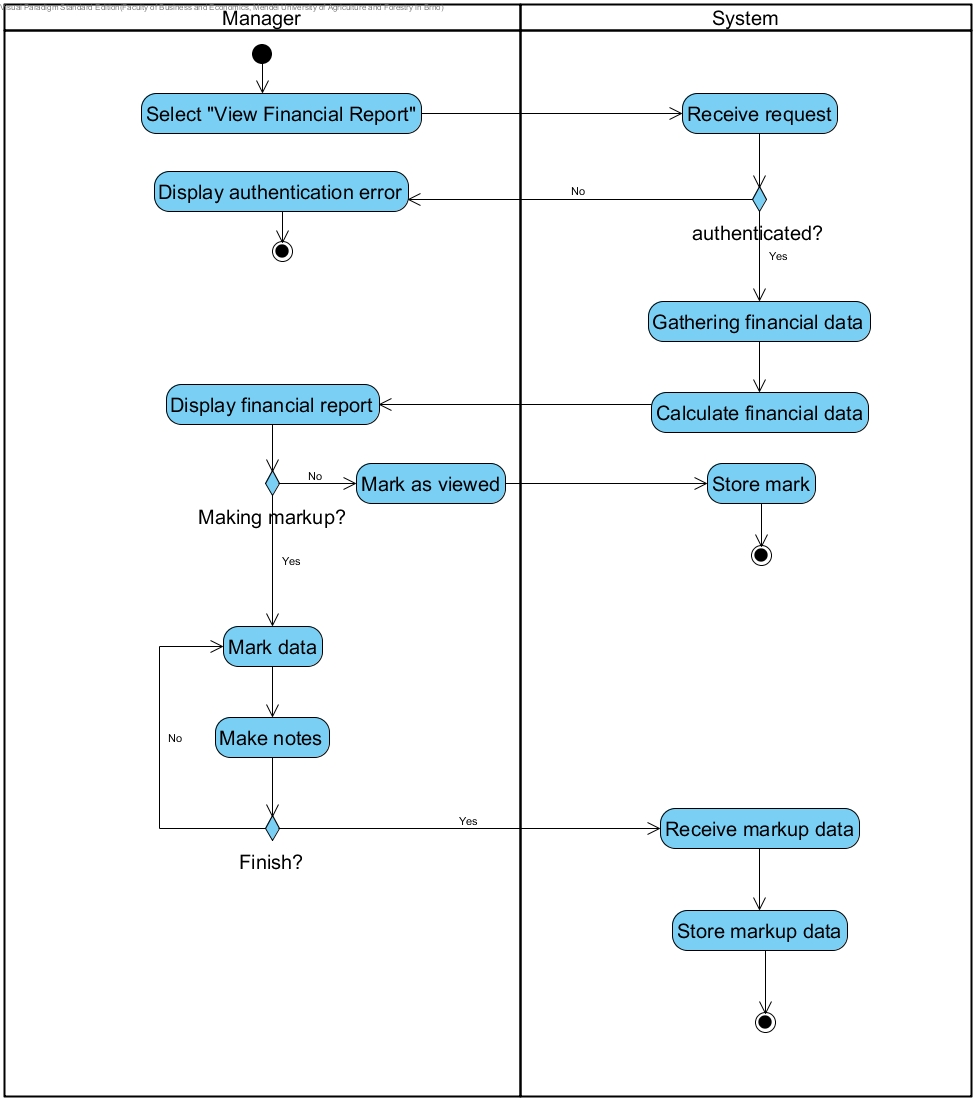 Visual Paradigm Standard Edition(Faculty of Business and Economics, Mendel University of Agriculture and Forestry in Brno)
Manager
System
Select "View Financial Report"
Receive request
Display authentication error
No
authenticated?
Yes
Gathering financial data
Display financial report
Calculate financial data
No
Mark as viewed
Store mark
Making markup?
Yes
Mark data
No
Make notes
Yes
Receive markup data
Finish?
Store markup data